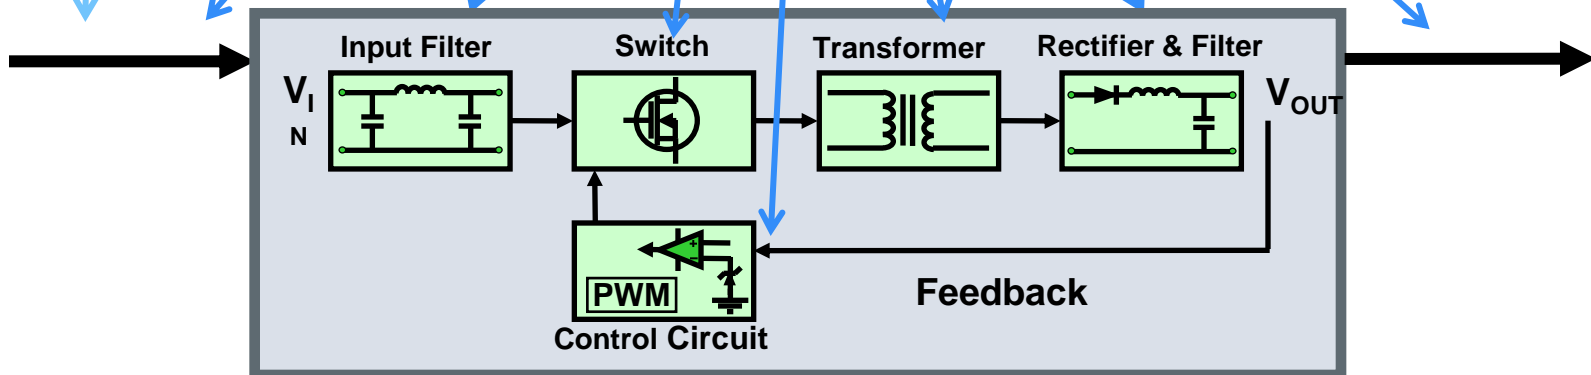 Input Filter
Switch
Transformer
Rectifier & Filter
VI
N
VOUT
+
−
PWM
Feedback
Control Circuit